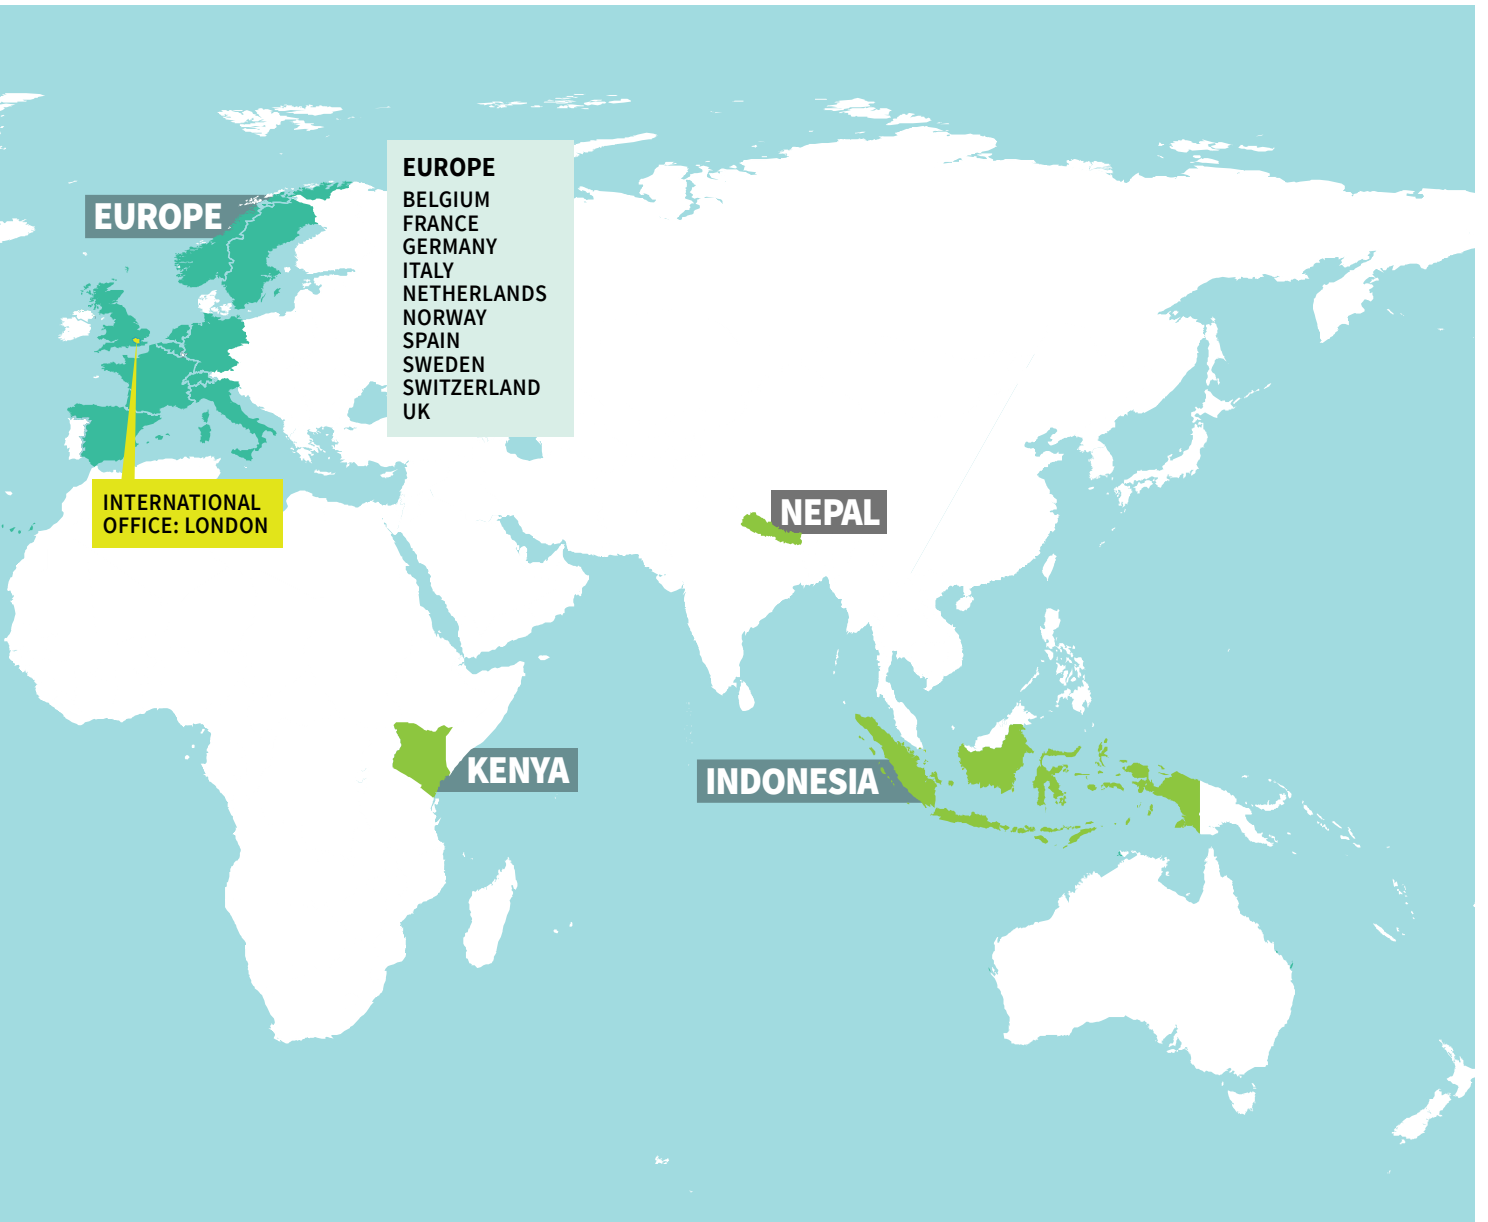 EUROPE
EUROPE
BELGIUM
FRANCE
GERMANY
ITALY
NETHERLANDS
NORWAY
SPAIN
SWEDEN
SWITZERLAND
UK
INTERNATIONAL
OFFICE: LONDON
NEPAL
KENYA
INDONESIA